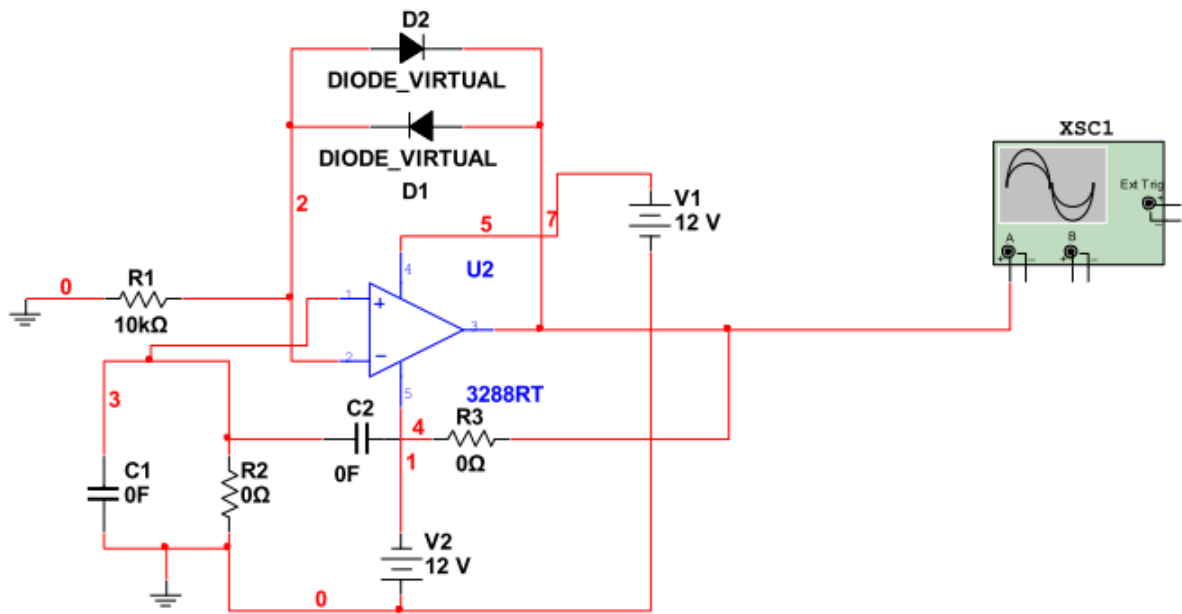 D2
DIODE_VIRTUAL
DIODE_VIRTUAL
D1
XSC1
Ext Trig
+
A
B
+ - + -
V1
12 V
2
5
7
4
U2
0
R1
10kΩ
1
+
3
2
−
5
3288RT
3
C2
0F
4
R3
0Ω
1
C1
0F
R2
0Ω
V2
12 V
0